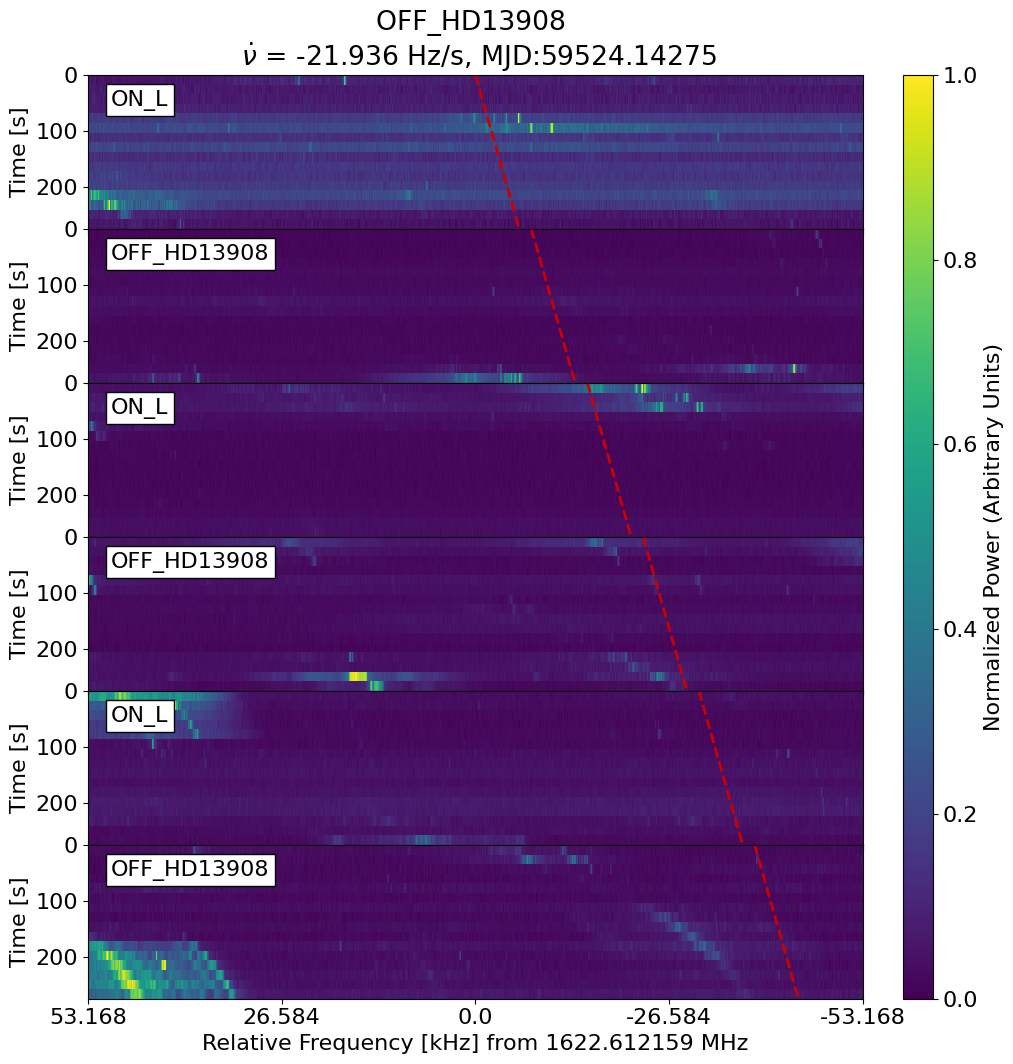 OFF_HD13908
ν̇ = -21.936 Hz/s, MJD:59524.14275
0
ON_L
100
200
Time [s]
0
OFF_HD13908
100
200
Time [s]
0
ON_L
100
200
Time [s]
0
OFF_HD13908
100
200
Time [s]
0
ON_L
100
200
Time [s]
0
OFF_HD13908
100
200
Time [s]
53.168 26.584 0.0 -26.584 -53.168
Relative Frequency [kHz] from 1622.612159 MHz
1.0
0.8
0.6
0.4
0.2
0.0
Normalized Power (Arbitrary Units)